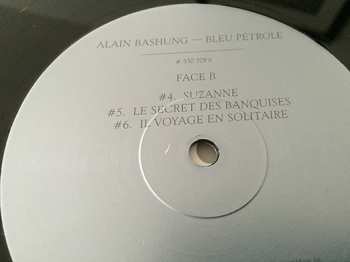 ALAIN BASHUNG — BLEU PÉTROLE
FACE B
#4. SUZANNE
#5. LE SECRET DES BANQUISES
#6. IL VOYAGE EN SOLITAIRE